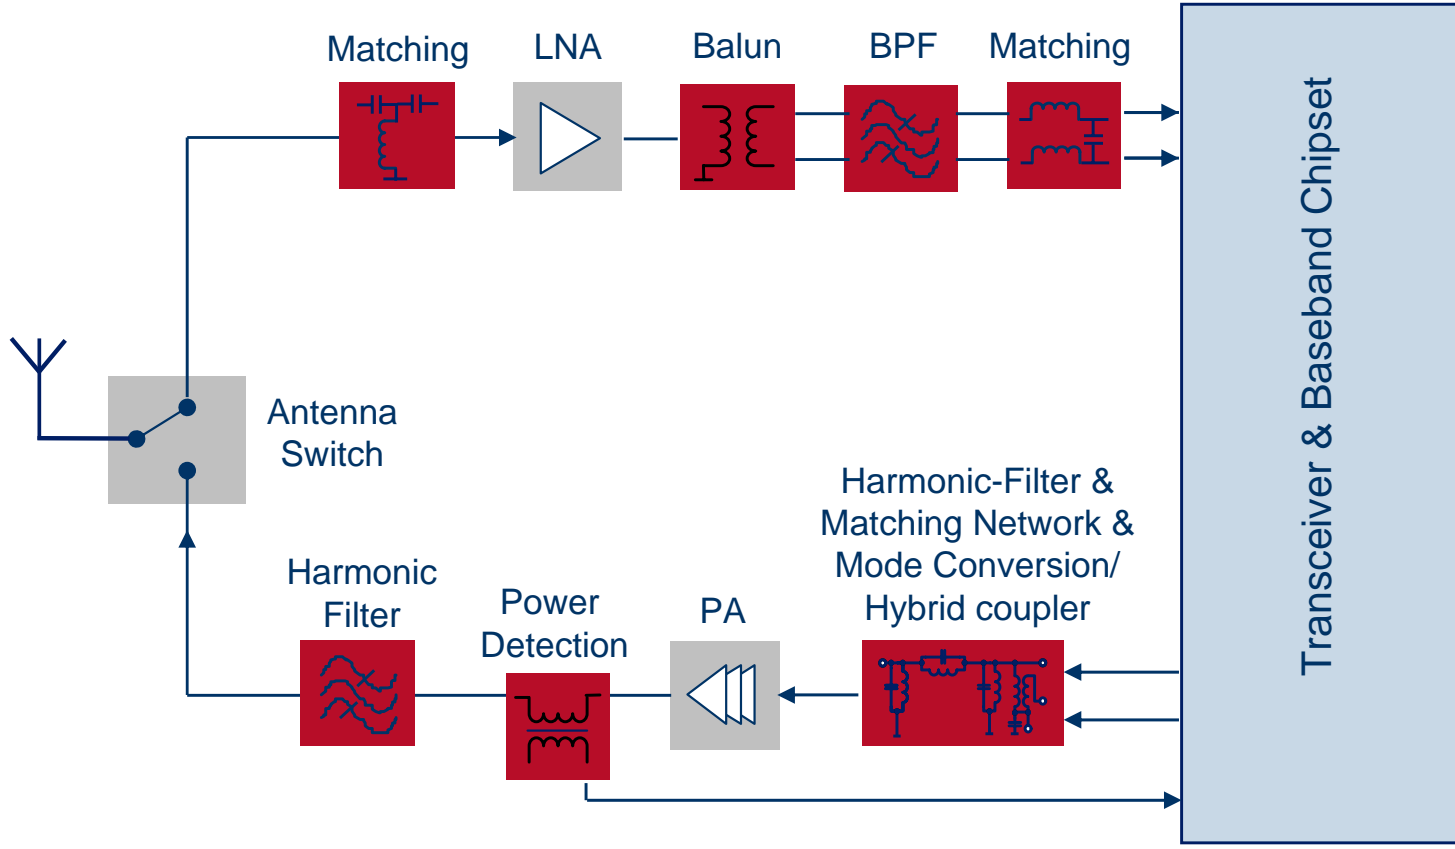 Matching
LNA
Balun
BPF
Matching
Transceiver & Baseband Chipset
Antenna
Switch
Harmonic-Filter &
Matching Network &
Mode Conversion/
Hybrid coupler
Harmonic
Filter
Power
Detection
PA